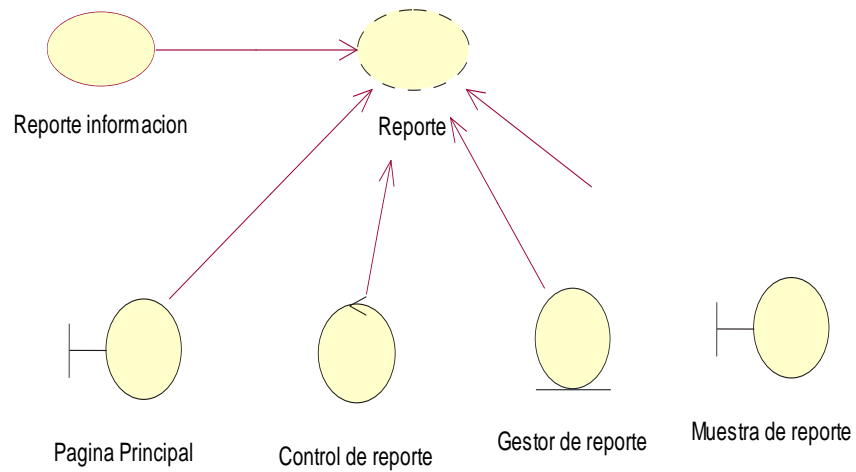 Reporte informacion
Reporte
Pagina Principal
Control de reporte
Gestor de reporte
Muestra de reporte